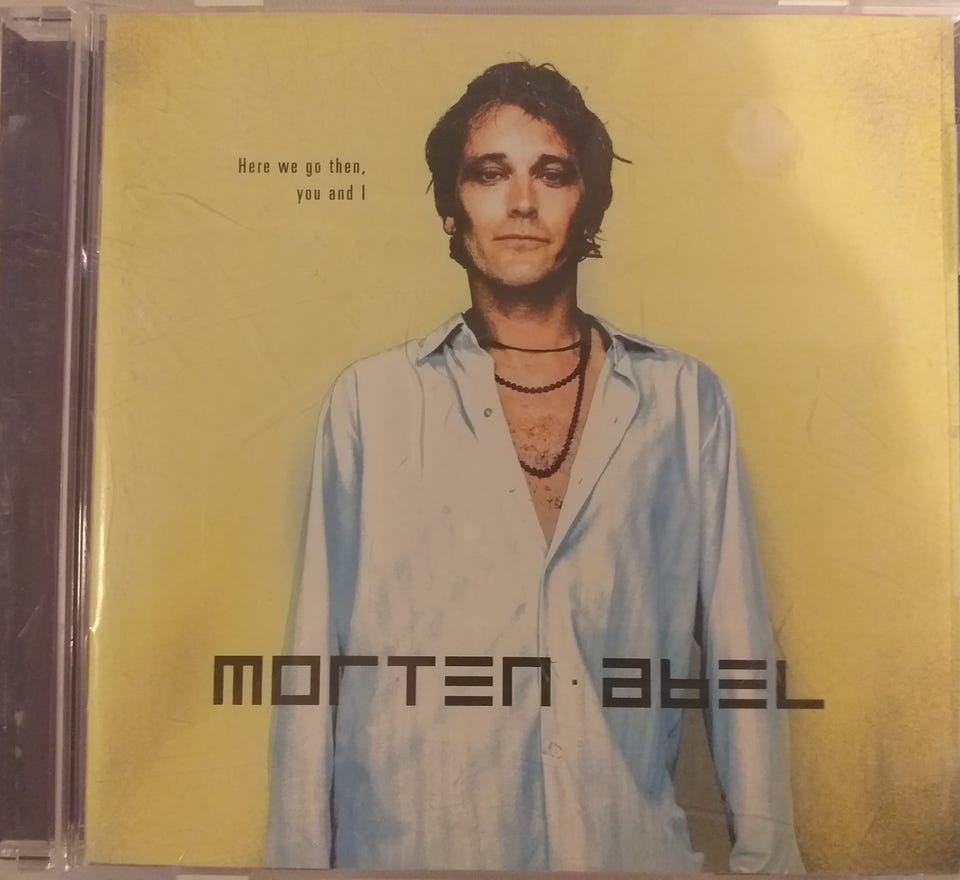 Here we go then,
you and I
morten · abel